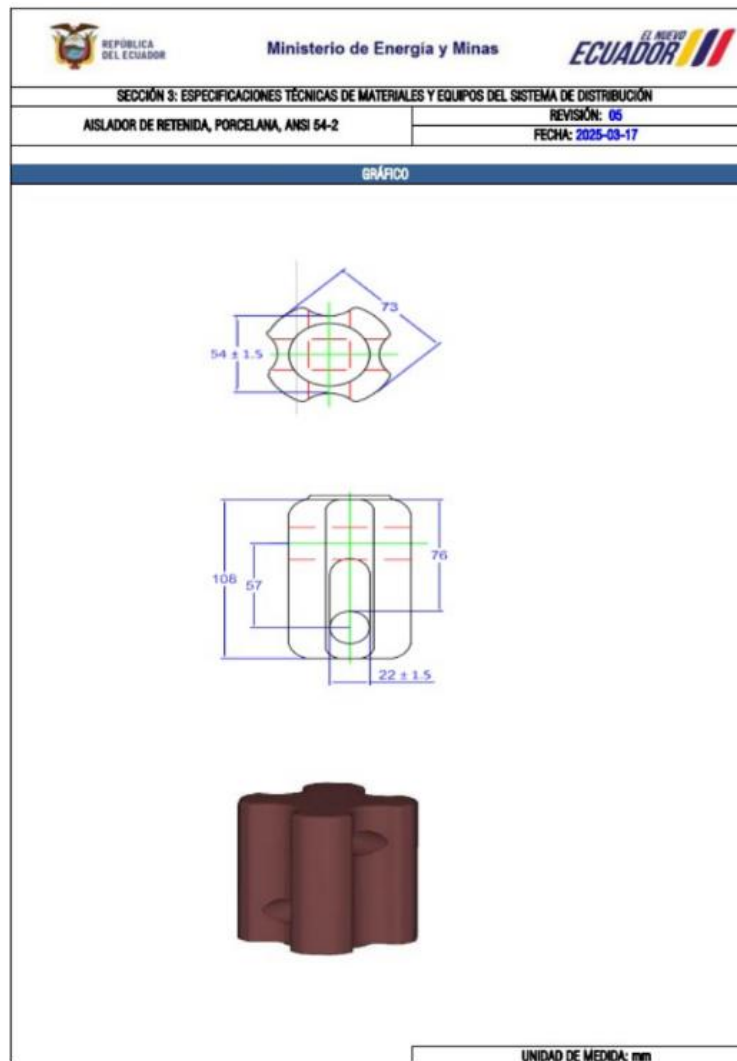 REPÚBLICA
DEL ECUADOR
Ministerio de Energía y Minas
EL NUEVO
ECUADOR
SECCIÓN 3: ESPECIFICACIONES TÉCNICAS DE MATERIALES Y EQUIPOS DEL SISTEMA DE DISTRIBUCIÓN
AISLADOR DE RETENIDA, PORCELANA, ANSI 54-2
REVISIÓN: 05
FECHA: 2025-03-17
GRÁFICO
73
54 ± 1.5
108
57
76
22 ± 1.5
UNIDAD DE MEDIDA: mm